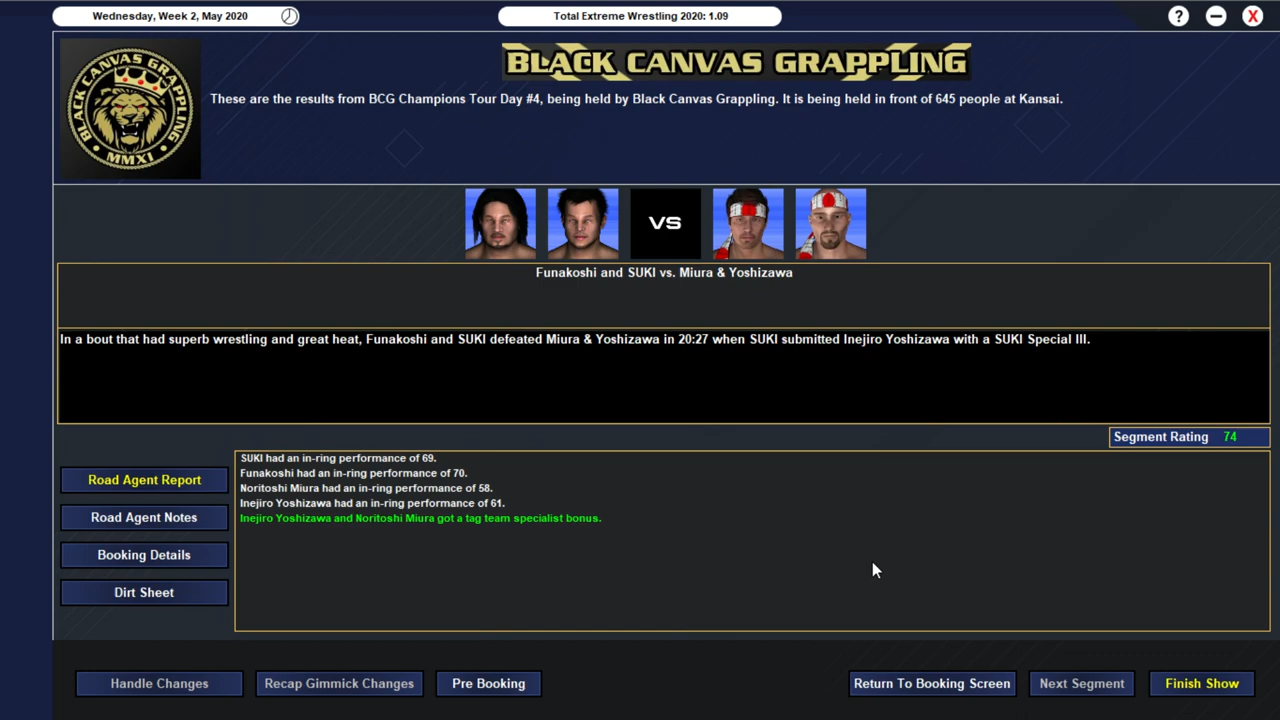 Wednesday, Week 2, May 2020
Total Extreme Wrestling 2020: 1.09
?
X
BLACK CANVAS GRAPPLING
BLACK CANVAS GRAPPLING
MMXI
These are the results from BCG Champions Tour Day #4, being held by Black Canvas Grappling. It is being held in front of 645 people at Kansai.
VS
Funakoshi and SUKI vs. Miura & Yoshizawa
In a bout that had superb wrestling and great heat, Funakoshi and SUKI defeated Miura & Yoshizawa in 20:27 when SUKI submitted Inejiro Yoshizawa with a SUKI Special III.
Segment Rating 74
Road Agent Report
Road Agent Notes
Booking Details
Dirt Sheet
SUKI had an in-ring performance of 69.
Funakoshi had an in-ring performance of 70.
Noritoshi Miura had an in-ring performance of 58.
Inejiro Yoshizawa had an in-ring performance of 61.
Inejiro Yoshizawa and Noritoshi Miura got a tag team specialist bonus.
Handle Changes
Recap Gimmick Changes
Pre Booking
Return To Booking Screen
Next Segment
Finish Show